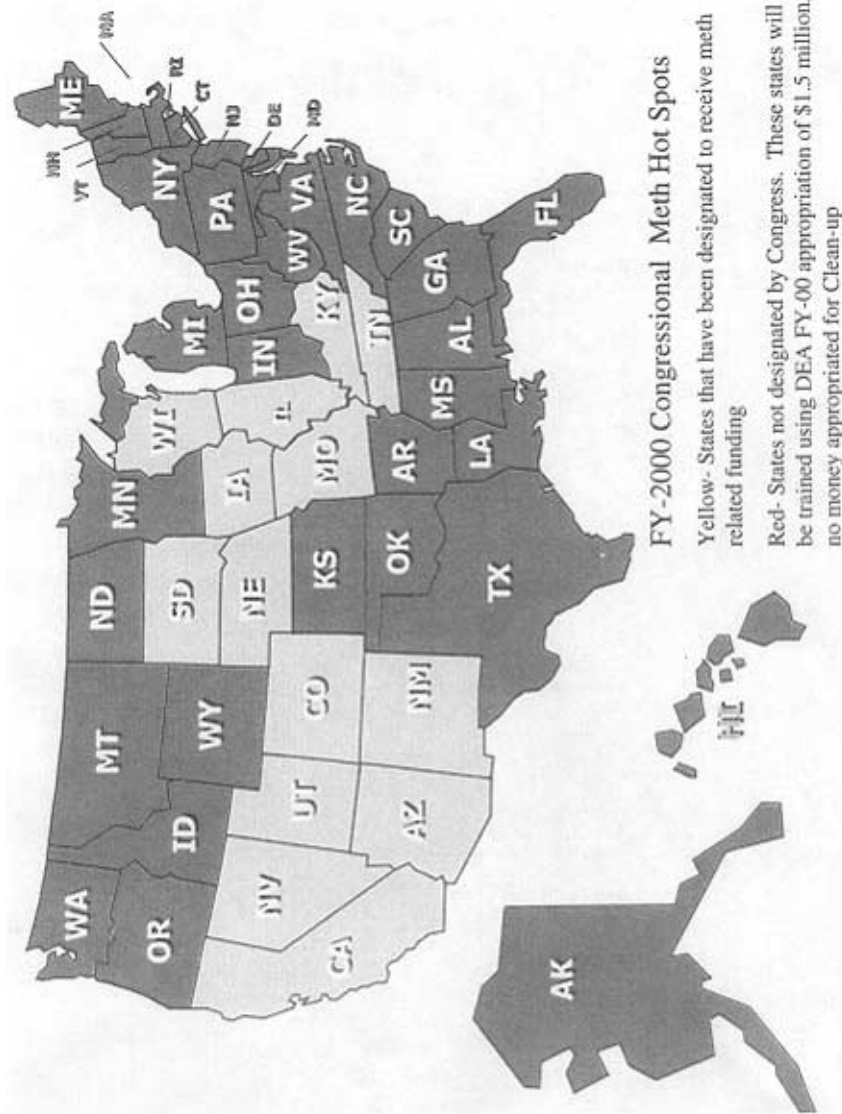 WA
MT
ND
MN
OR
ID
WY
SD
WI
MI
NY
VT
NH
ME
MA
RI
CT
NJ
DE
MD
PA
CA
NV
UT
CO
NE
IA
IL
IN
OH
WV
VA
AZ
NM
KS
MO
KY
TN
NC
SC
OK
AR
TX
LA
MS
AL
GA
FL
AK
HI
FY-2000 Congressional Meth Hot Spots
Yellow- States that have been designated to receive meth
related funding
Red- States not designated by Congress. These states will
be trained using DEA FY-00 appropriation of $1.5 million.
no money appropriated for Clean-up